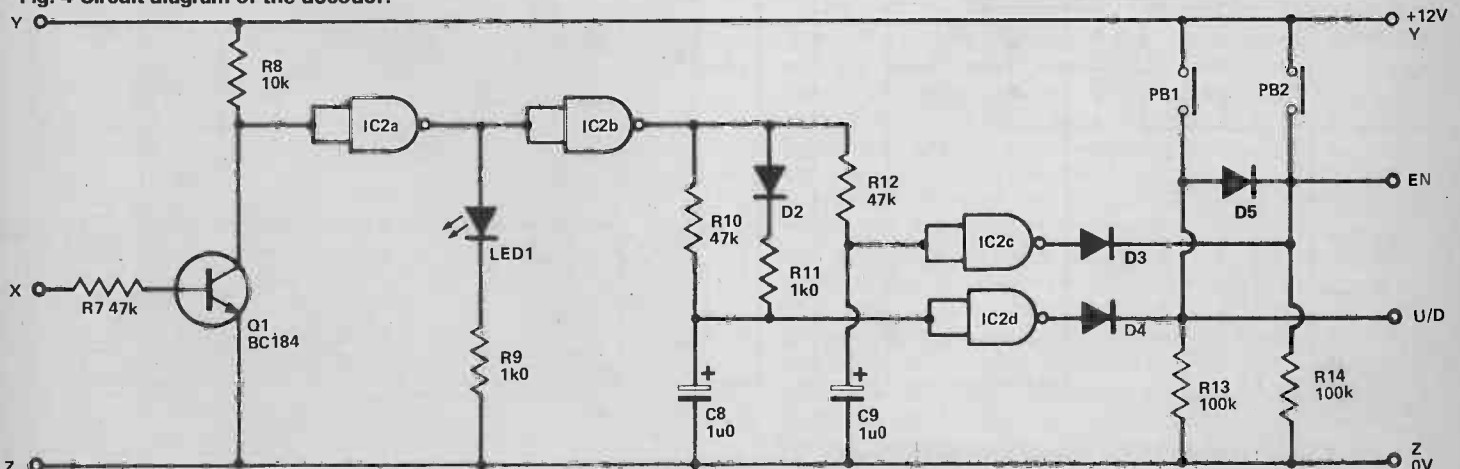 Fig. 4 Circuit diagram of the decoder.
Y
+12V
Y
R8
10k
PB1
PB2
IC2a
IC2b
EN
D5
R12
47k
R10
47k
D2
LED1
IC2c
D3
X
R7 47k
R11
1k0
Q1
BC184
IC2d
D4
U/D
R9
1k0
R13
100k
R14
100k
C8
1u0
C9
1u0
Z
Z
0V